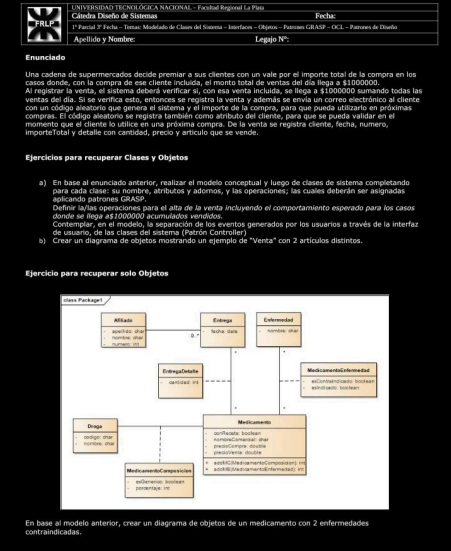 UNIVERSIDAD TECNOLÓGICA NACIONAL – Facultad Regional La Plata
FRLP
Cátedra Diseño de Sistemas Fecha:
1º Parcial 3ª Fecha – Temas: Modelado de Clases del Sistema – Interfaces – Objetos – Patrones GRASP – OCL – Patrones de Diseño
Apellido y Nombre: Legajo Nº:
Enunciado
Una cadena de supermercados decide premiar a sus clientes con un vale por el importe total de la compra en los
casos donde, con la compra de ese cliente incluida, el monto total de ventas del día llega a $1000000.
Al registrar la venta, el sistema deberá verificar si, con esa venta incluida, se llega a $1000000 sumando todas las
ventas del día. Si se verifica esto, entonces se registra la venta y además se envía un correo electrónico al cliente
con un código aleatorio que genera el sistema y el importe de la compra, para que pueda utilizarlo en próximas
compras. El código aleatorio se registra también como atributo del cliente, para que se pueda validar en el
momento que el cliente lo utilice en una próxima compra. De la venta se registra cliente, fecha, numero,
importeTotal y detalle con cantidad, precio y articulo que se vende.
Ejercicios para recuperar Clases y Objetos
a) En base al enunciado anterior, realizar el modelo conceptual y luego de clases de sistema completando
para cada clase: su nombre, atributos y adornos, y las operaciones; las cuales deberán ser asignadas
aplicando patrones GRASP.
Definir la/las operaciones para el alta de la venta incluyendo el comportamiento esperado para los casos
donde se llega a$1000000 acumulados vendidos.
Contemplar, en el modelo, la separación de los eventos generados por los usuarios a través de la interfaz
de usuario, de las clases del sistema (Patrón Controller)
b) Crear un diagrama de objetos mostrando un ejemplo de "Venta" con 2 artículos distintos.
Ejercicio para recuperar solo Objetos
class Package1
Afiliado
- apellido: char
- nombre: char
- numero: int
0..*
Entrega
- fecha: date
Enfermedad
- nombre: char
*
*
EntregaDetalle
- cantidad: int
MedicamentoEnfermedad
- esContraindicado: boolean
- esIndicado: boolean
*
*
Droga
- codigo: char
- nombre: char
Medicamento
- conReceta: boolean
- nombreComercial: char
- precioCompra: double
- precioVenta: double
+ addMC(MedicamentoComposicion): int
+ addME(MedicamentoEnfermedad): int
MedicamentoComposicion
- esGenerico: boolean
- porcentaje: int
En base al modelo anterior, crear un diagrama de objetos de un medicamento con 2 enfermedades
contraindicadas.